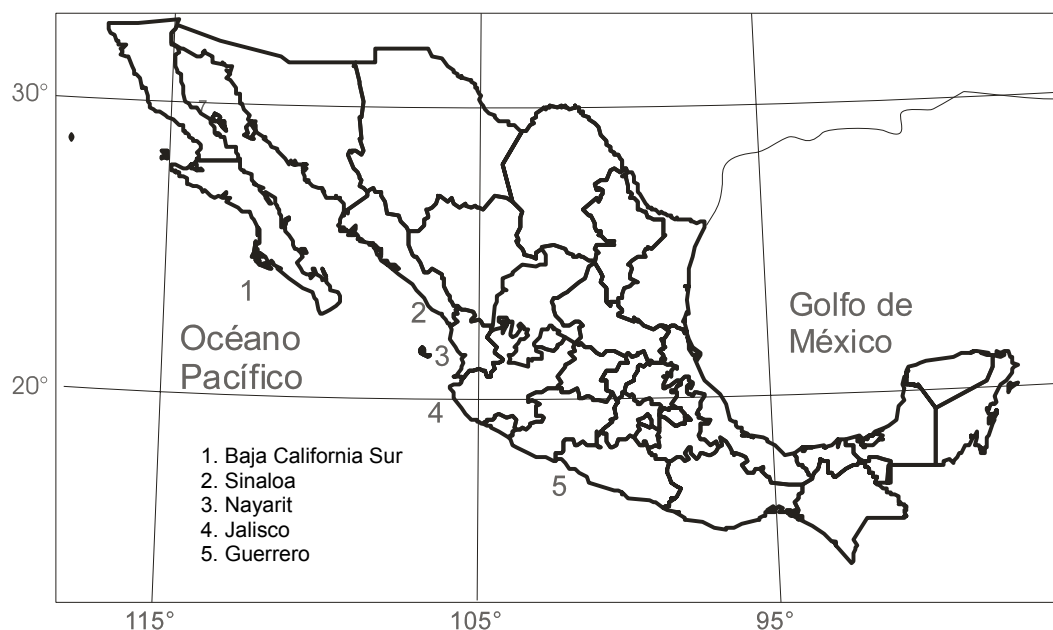 30°
7
1
2
Océano
Pacífico
3
Golfo de
México
20°
4
1. Baja California Sur
2. Sinaloa
3. Nayarit
4. Jalisco
5. Guerrero
5
115°
105°
95°